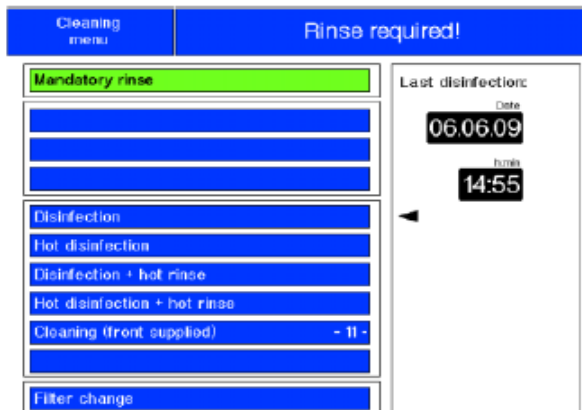 Cleaning
menu
Rinse required!
Mandatory rinse
Disinfection
Hot disinfection
Disinfection + hot rinse
Hot disinfection + hot rinse
Cleaning (front supplied) - 11 -
Filter change
Last disinfection:
Date
06.06.09
h:min
14:55